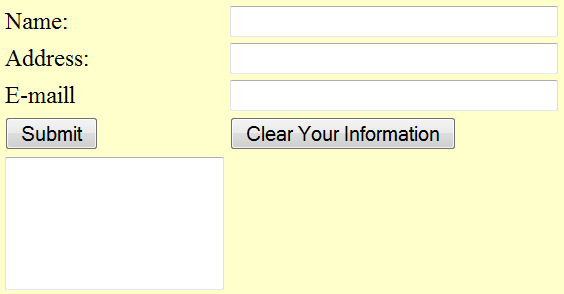 Name:
Address:
E-maill
Submit Clear Your Information